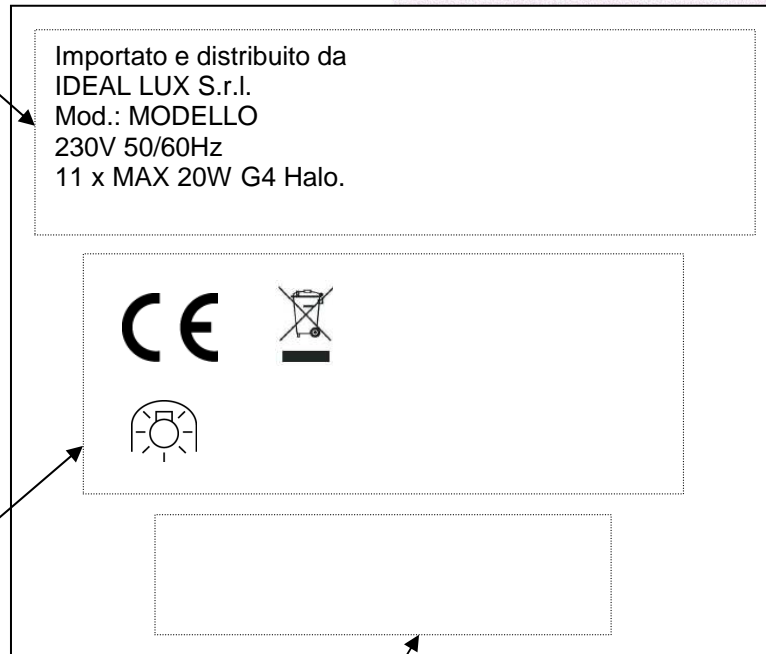 Importato e distribuito da
IDEAL LUX S.r.l.
Mod.: MODELLO
230V 50/60Hz
11 x MAX 20W G4 Halo.
CE